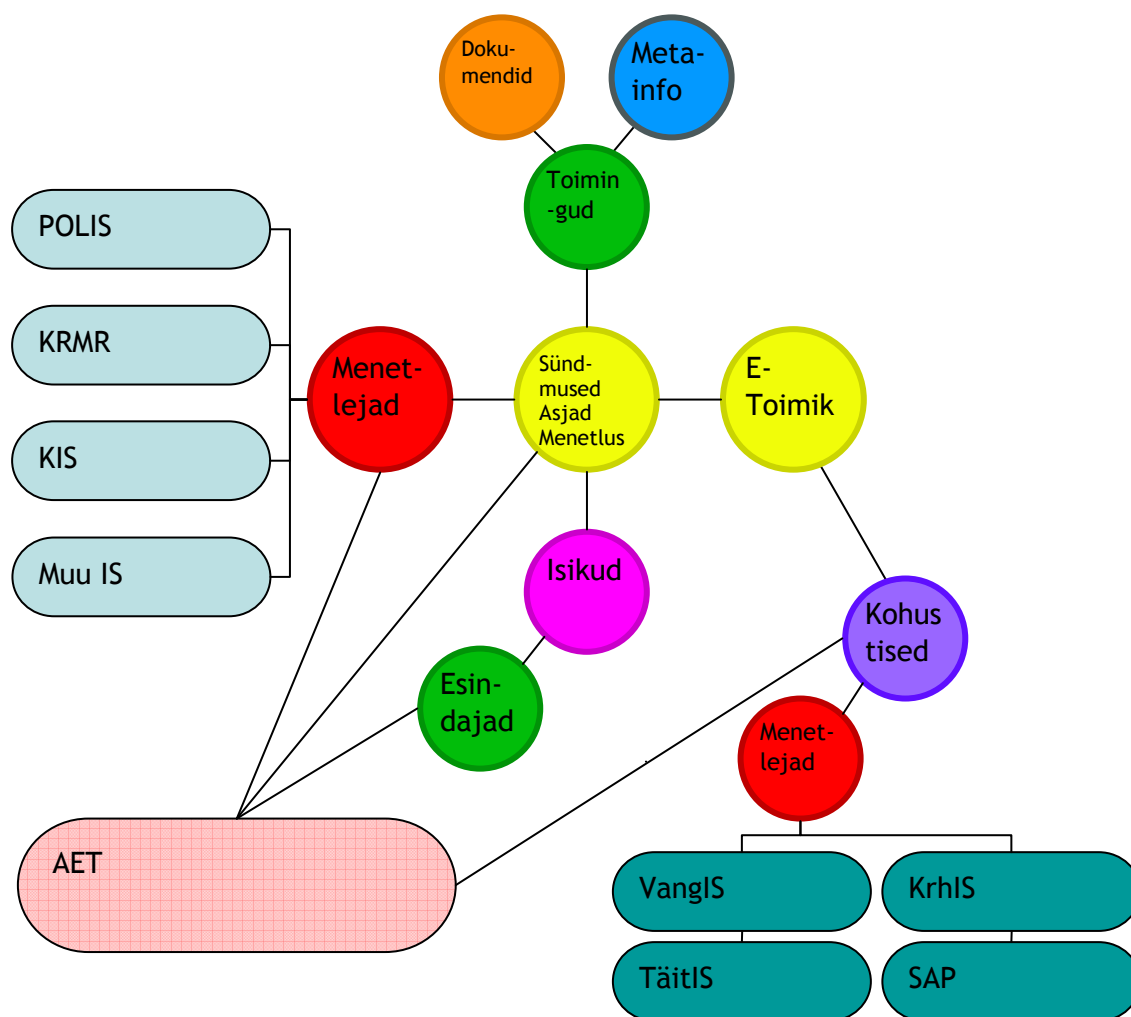 Doku-
mendid
Meta-
info
Toimin
-gud
POLIS
KRMR
KIS
Muu IS
Menet-
lejad
Sünd-
mused
Asjad
Menetlus
E-
Toimik
Isikud
Esin-
dajad
Kohus
tised
Menet-
lejad
AET
VangIS
KrhIS
TäitIS
SAP